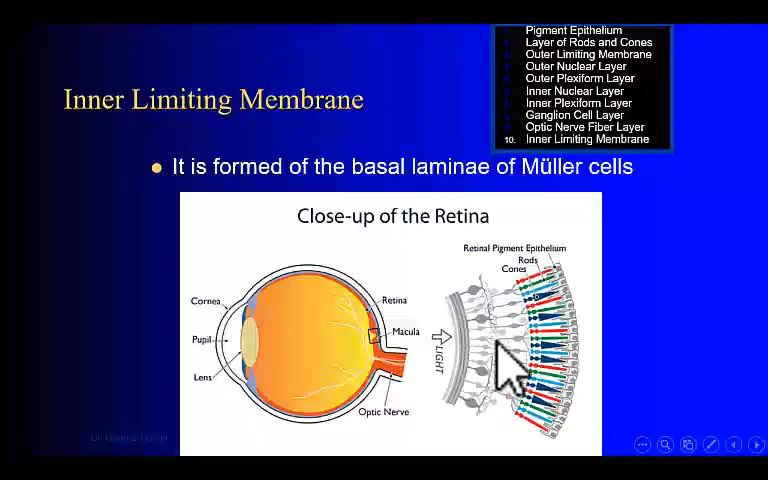 Pigment Epithelium
Layer of Rods and Cones
Outer Limiting Membrane
Outer Nuclear Layer
Outer Plexiform Layer
Inner Nuclear Layer
Inner Plexiform Layer
Ganglion Cell Layer
Optic Nerve Fiber Layer
10. Inner Limiting Membrane
Inner Limiting Membrane
It is formed of the basal laminae of Müller cells
Close-up of the Retina
Cornea
Pupil
Lens
Retina
Macula
Optic Nerve
Retinal Pigment Epithelium
Rods
Cones
LIGHT